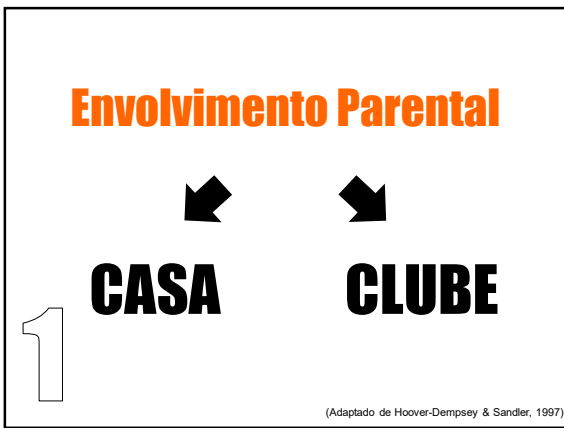 Envolvimento Parental
CASA CLUBE
1
(Adaptado de Hoover-Dempsey & Sandler, 1997)